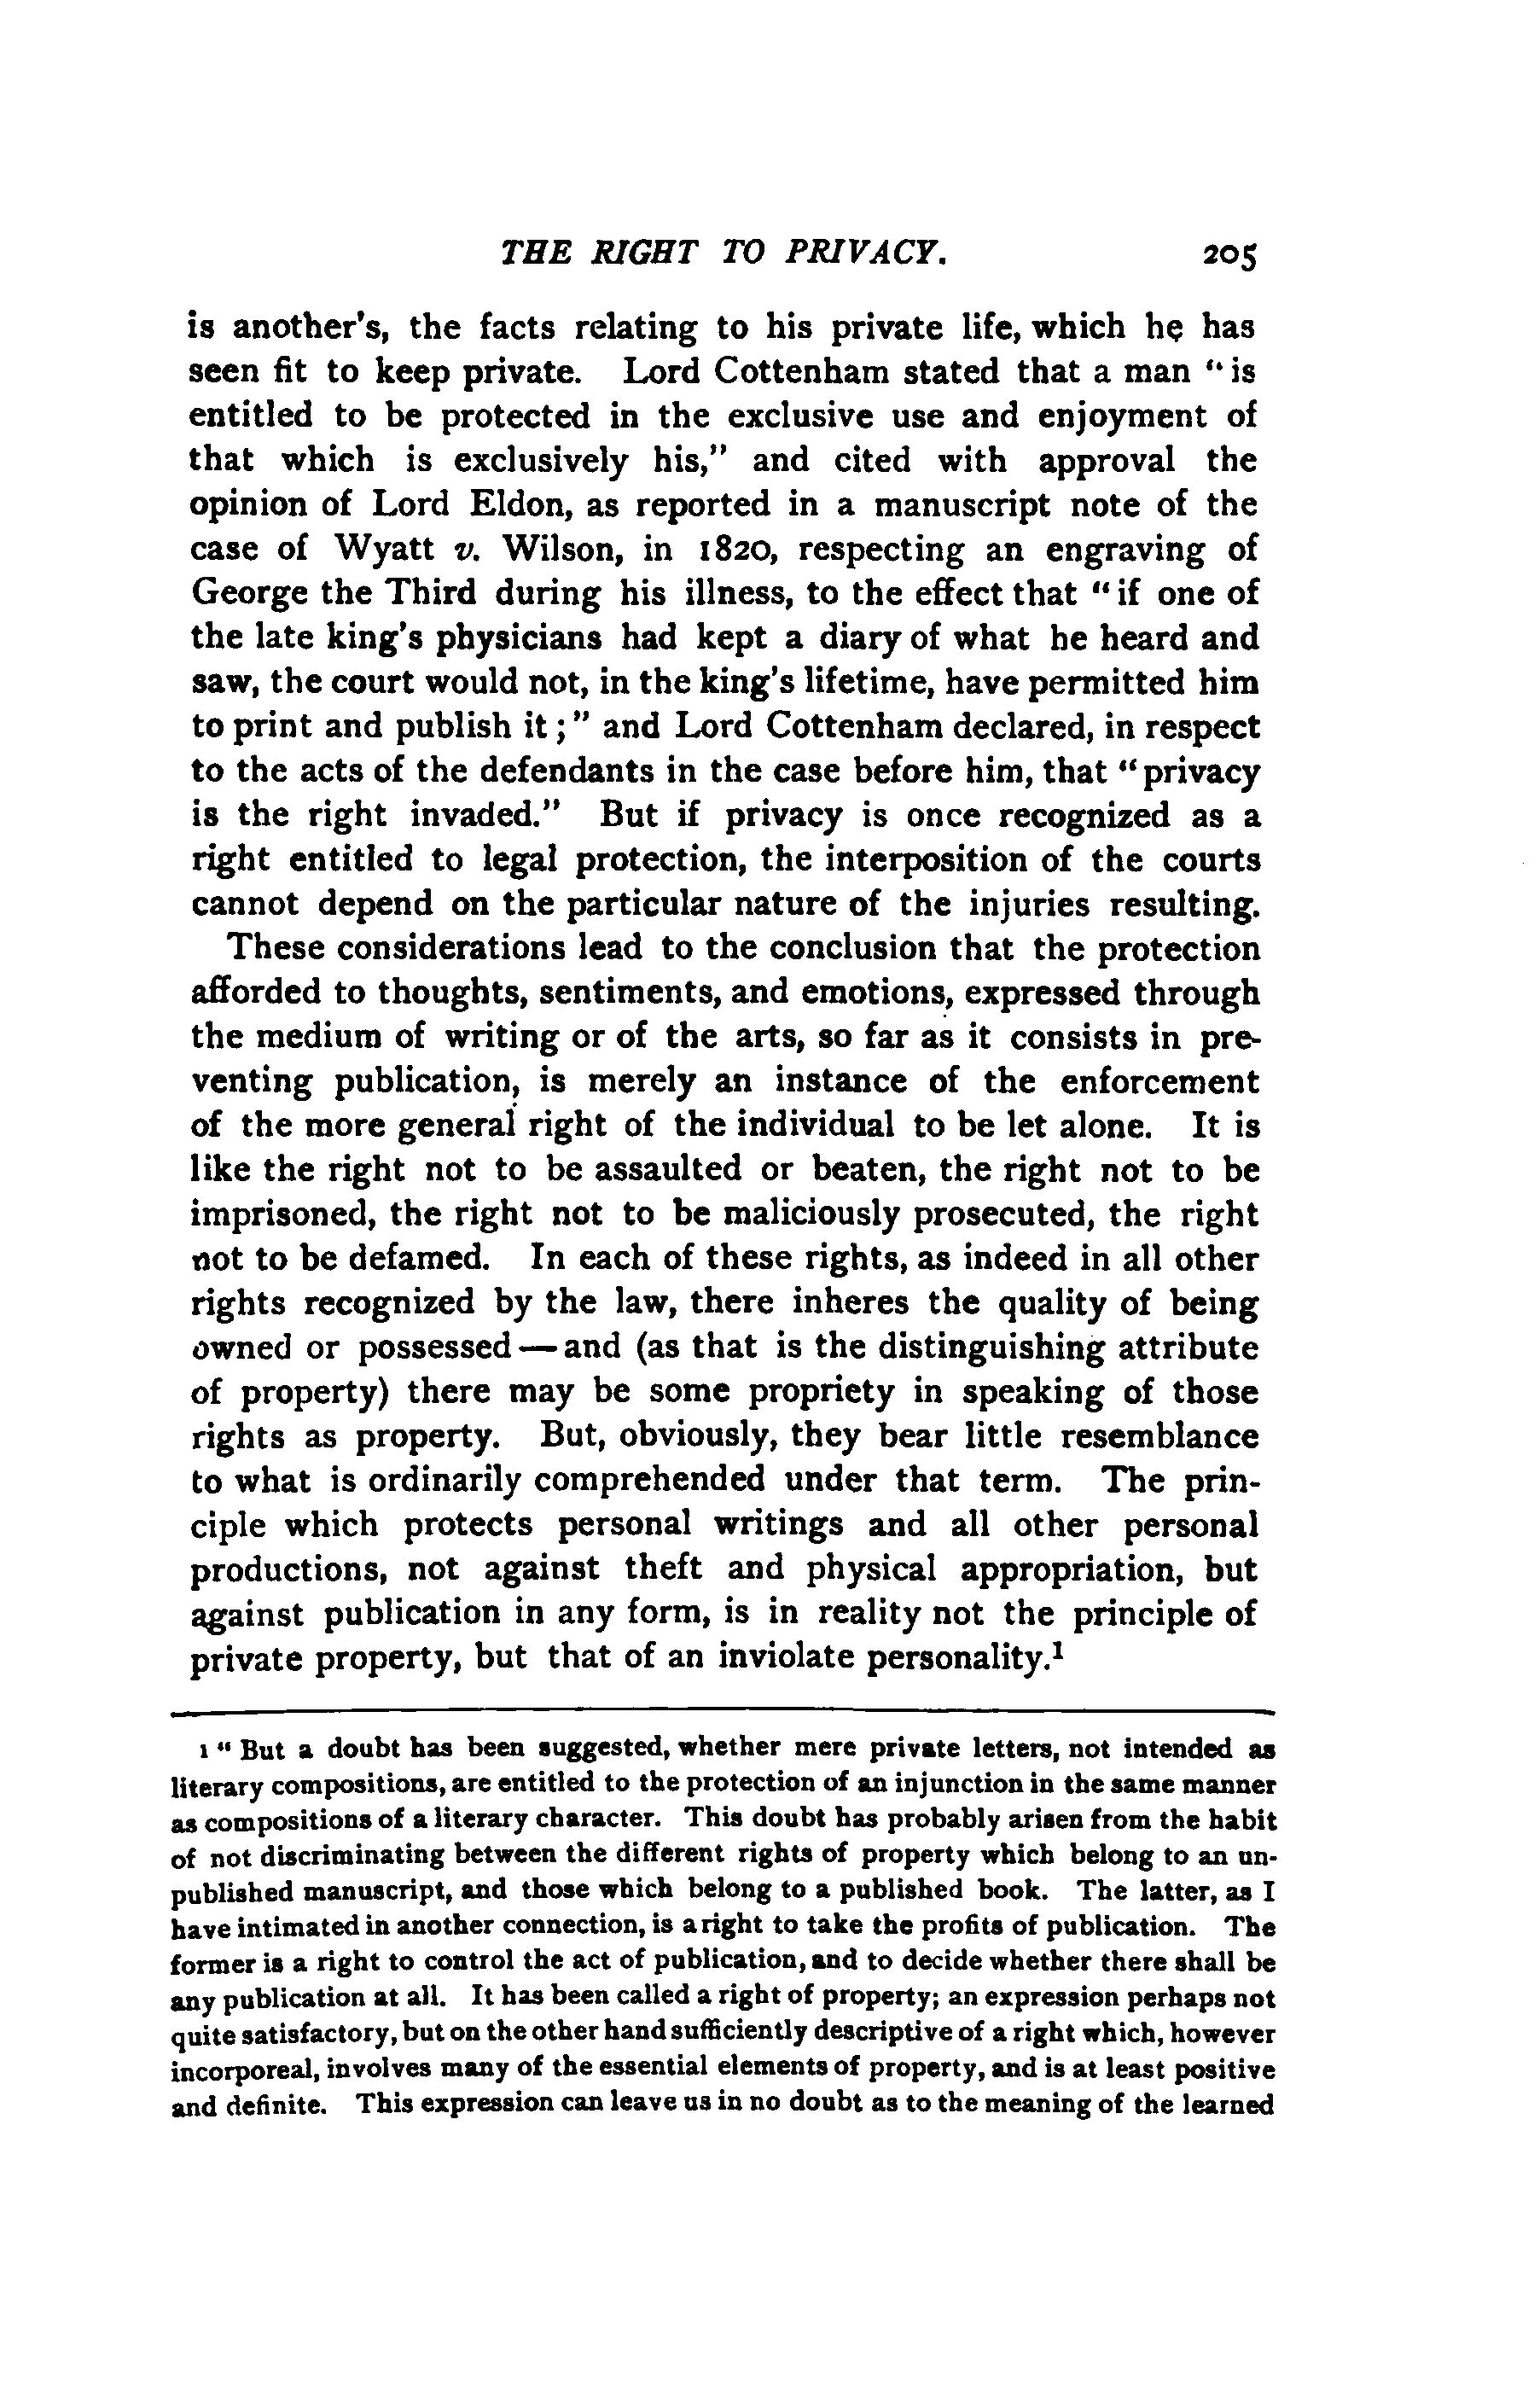 THE RIGHT TO PRIVACY. 205
is another's, the facts relating to his private life, which he has
seen fit to keep private. Lord Cottenham stated that a man "is
entitled to be protected in the exclusive use and enjoyment of
that which is exclusively his," and cited with approval the
opinion of Lord Eldon, as reported in a manuscript note of the
case of Wyatt v. Wilson, in 1820, respecting an engraving of
George the Third during his illness, to the effect that "if one of
the late king's physicians had kept a diary of what he heard and
saw, the court would not, in the king's lifetime, have permitted him
to print and publish it;" and Lord Cottenham declared, in respect
to the acts of the defendants in the case before him, that "privacy
is the right invaded." But if privacy is once recognized as a
right entitled to legal protection, the interposition of the courts
cannot depend on the particular nature of the injuries resulting.
These considerations lead to the conclusion that the protection
afforded to thoughts, sentiments, and emotions, expressed through
the medium of writing or of the arts, so far as it consists in pre-
venting publication, is merely an instance of the enforcement
of the more general right of the individual to be let alone. It is
like the right not to be assaulted or beaten, the right not to be
imprisoned, the right not to be maliciously prosecuted, the right
not to be defamed. In each of these rights, as indeed in all other
rights recognized by the law, there inheres the quality of being
owned or possessed — and (as that is the distinguishing attribute
of property) there may be some propriety in speaking of those
rights as property. But, obviously, they bear little resemblance
to what is ordinarily comprehended under that term. The prin-
ciple which protects personal writings and all other personal
productions, not against theft and physical appropriation, but
against publication in any form, is in reality not the principle of
private property, but that of an inviolate personality.¹
1 "But a doubt has been suggested, whether mere private letters, not intended as
literary compositions, are entitled to the protection of an injunction in the same manner
as compositions of a literary character. This doubt has probably arisen from the habit
of not discriminating between the different rights of property which belong to an un-
published manuscript, and those which belong to a published book. The latter, as I
have intimated in another connection, is a right to take the profits of publication. The
former is a right to control the act of publication, and to decide whether there shall be
any publication at all. It has been called a right of property; an expression perhaps not
quite satisfactory, but on the other hand sufficiently descriptive of a right which, however
incorporeal, involves many of the essential elements of property, and is at least positive
and definite. This expression can leave us in no doubt as to the meaning of the learned